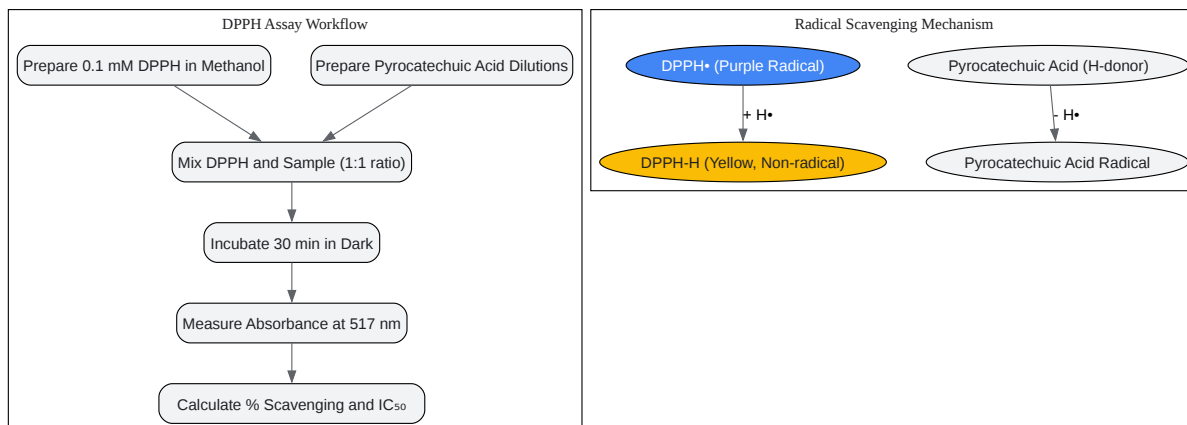 DPPH Assay Workflow
Prepare 0.1 mM DPPH in Methanol
Prepare Pyrocatechuic Acid Dilutions
Mix DPPH and Sample (1:1 ratio)
Incubate 30 min in Dark
Measure Absorbance at 517 nm
Calculate % Scavenging and IC₅₀
Radical Scavenging Mechanism
DPPH• (Purple Radical)
Pyrocatechuic Acid (H-donor)
+ H•
- H•
DPPH-H (Yellow, Non-radical)
Pyrocatechuic Acid Radical